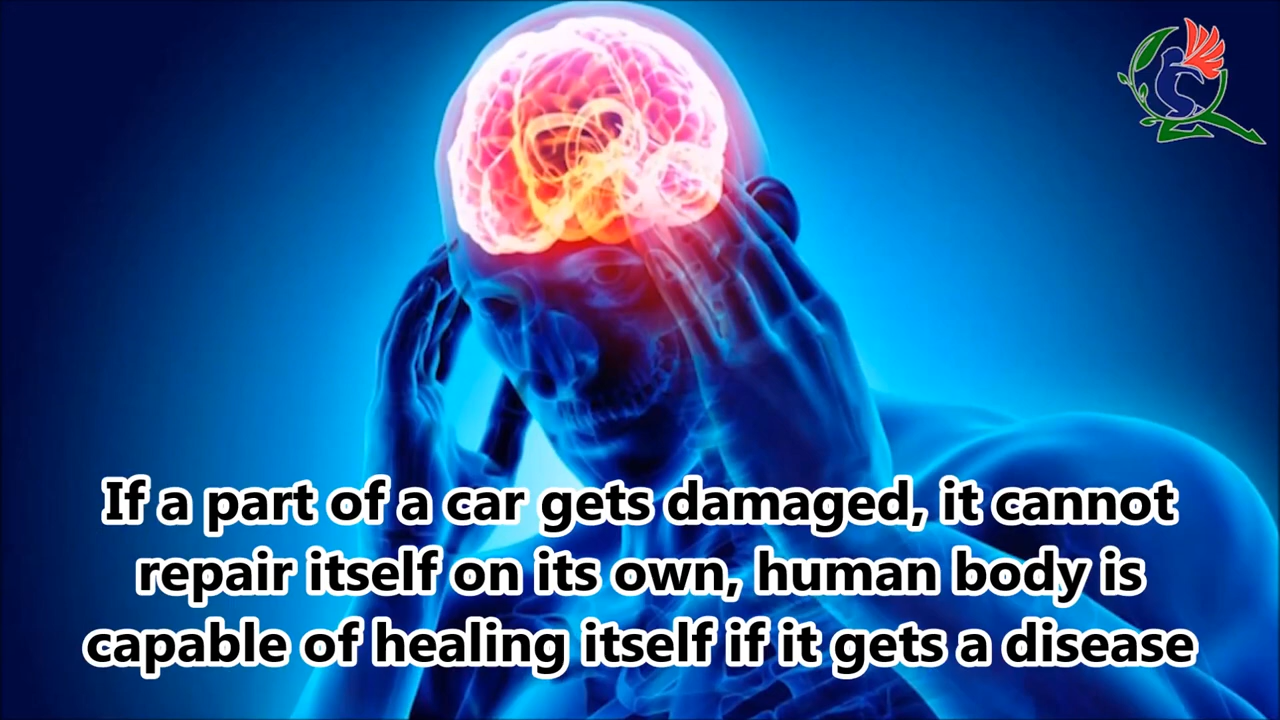 If a part of a car gets damaged, it cannot
repair itself on its own, human body is
capable of healing itself if it gets a disease